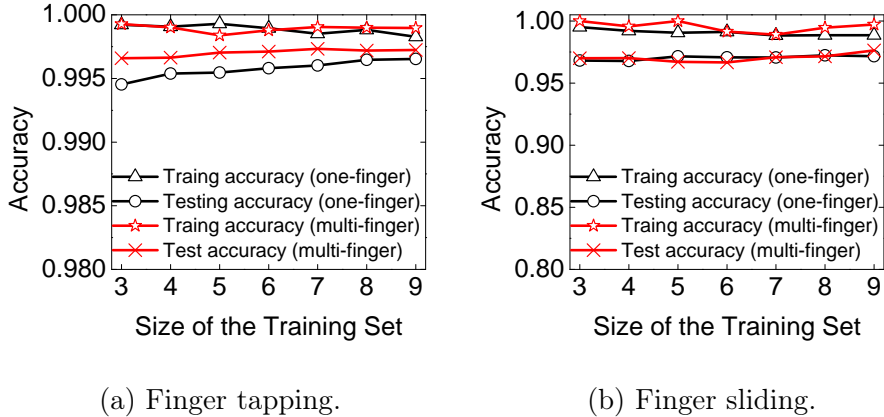 1.000
0.995
0.990
0.985
0.980
Accuracy
Traing accuracy (one-finger)
Testing accuracy (one-finger)
Traing accuracy (multi-finger)
Test accuracy (multi-finger)
3 4 5 6 7 8 9
Size of the Training Set
(a) Finger tapping.
1.00
0.95
0.90
0.85
0.80
Accuracy
Traing accuracy (one-finger)
Testing accuracy (one-finger)
Traing accuracy (multi-finger)
Test accuracy (multi-finger)
3 4 5 6 7 8 9
Size of the Training Set
(b) Finger sliding.